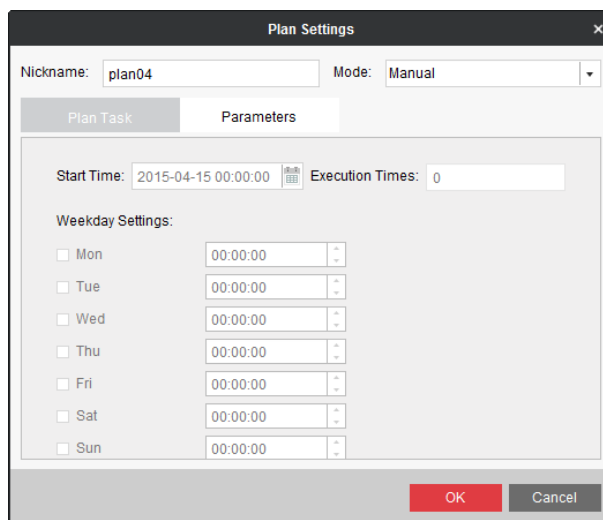 Plan Settings
Nickname: plan04 Mode: Manual
Plan Task Parameters
Start Time: 2015-04-15 00:00:00 Execution Times: 0
Weekday Settings:
Mon 00:00:00
Tue 00:00:00
Wed 00:00:00
Thu 00:00:00
Fri 00:00:00
Sat 00:00:00
Sun 00:00:00
OK Cancel